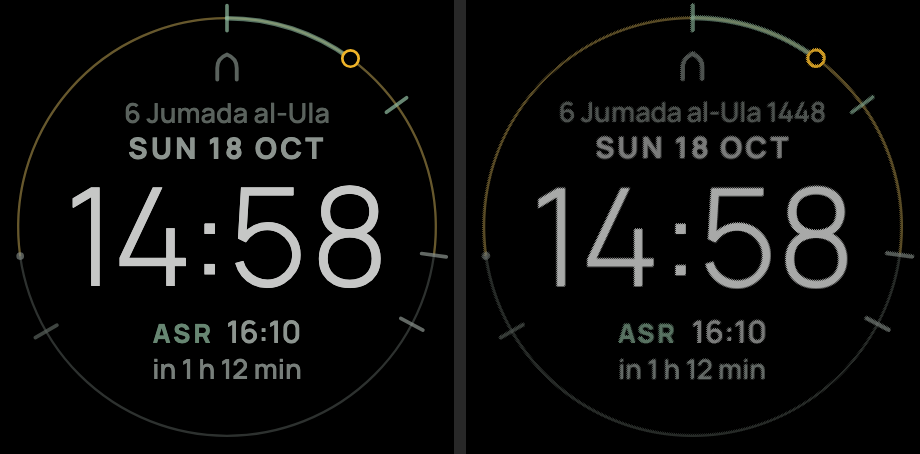 6 Jumada al-Ula
SUN 18 OCT
14:58
ASR 16:10
in 1 h 12 min
6 Jumada al-Ula 1448
SUN 18 OCT
14:58
ASR 16:10
in 1 h 12 min